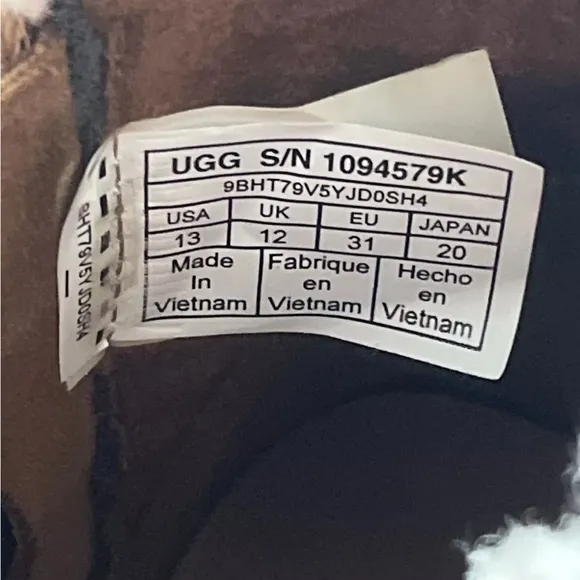 UGG S/N 1094579K
9BHT79V5YJD0SH4
USA UK EU JAPAN
13 12 31 20
Made In Vietnam
Fabrique en Vietnam
Hecho en Vietnam